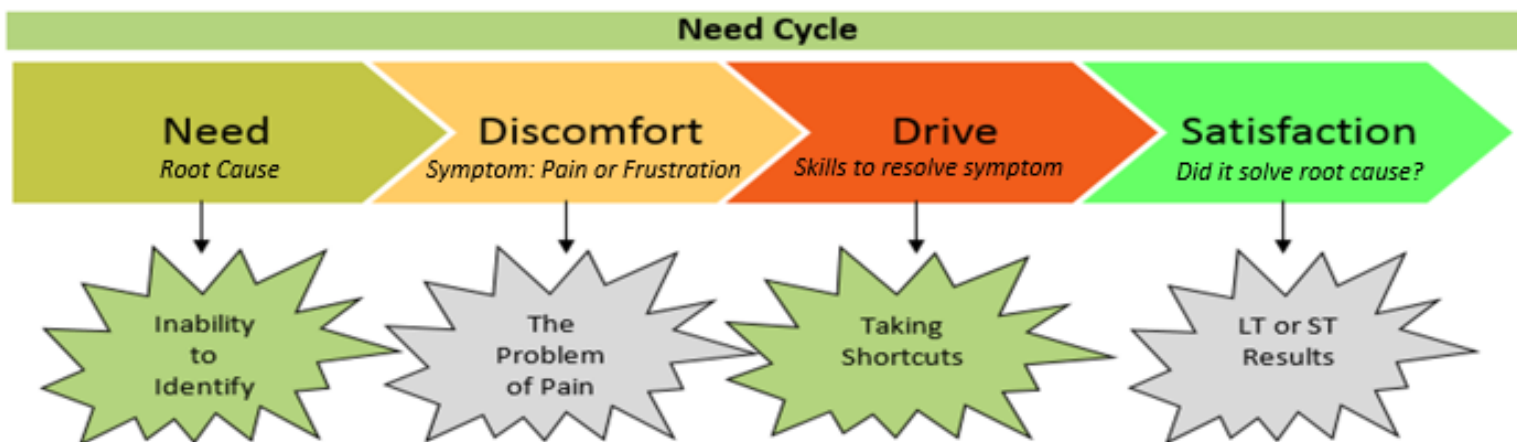 Need Cycle
Need
Root Cause
Discomfort
Symptom: Pain or Frustration
Drive
Skills to resolve symptom
Satisfaction
Did it solve root cause?
Inability
to
Identify
The
Problem
of Pain
Taking
Shortcuts
LT or ST
Results